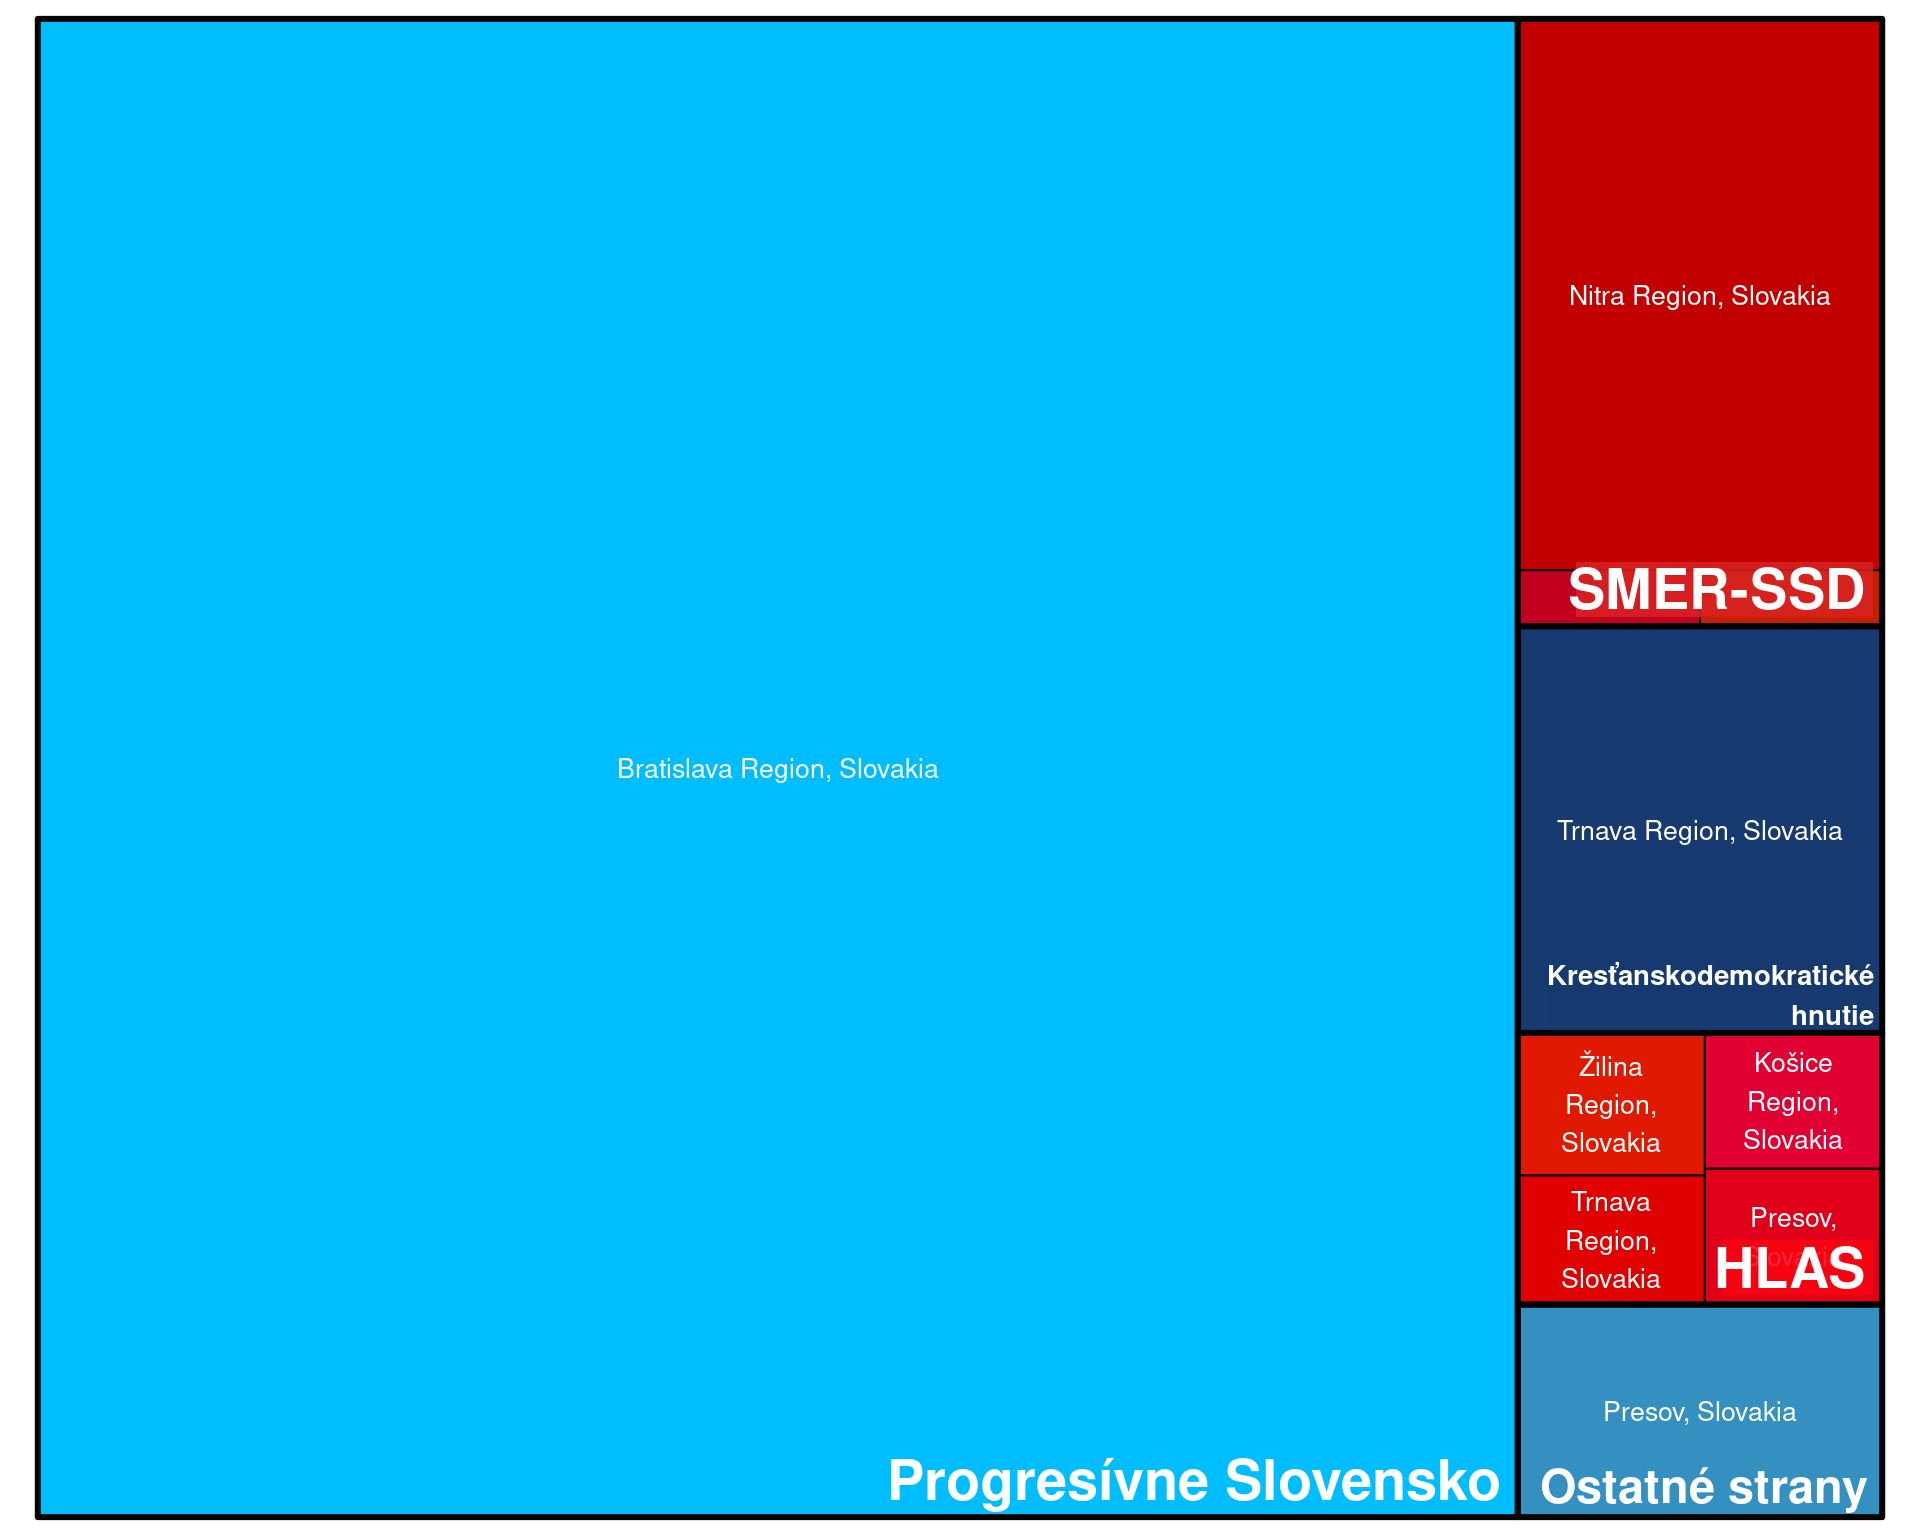 Bratislava Region, Slovakia
Progresívne Slovensko
Nitra Region, Slovakia
SMER-SSD
Trnava Region, Slovakia
Kresťanskodemokratické
hnutie
Žilina
Region,
Slovakia
Košice
Region,
Slovakia
Trnava
Region,
Slovakia
Presov,
Slovakia
HLAS
Presov, Slovakia
Ostatné strany